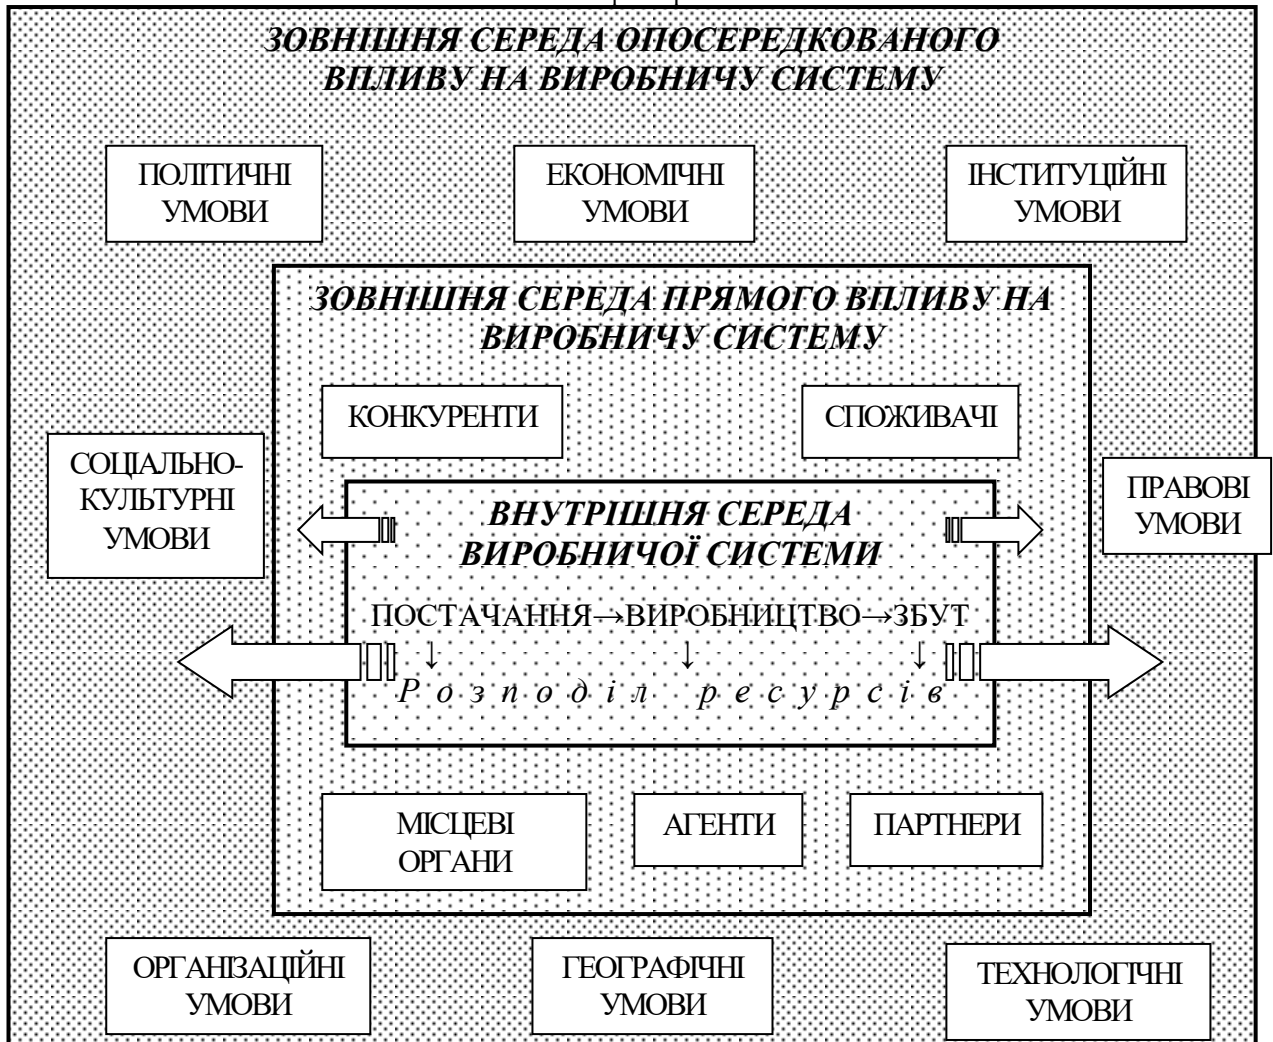 ЗОВНІШНЯ СЕРЕДА ОПОСЕРЕДКОВАНОГО
ВПЛИВУ НА ВИРОБНИЧУ СИСТЕМУ
ПОЛІТИЧНІ
УМОВИ
ЕКОНОМІЧНІ
УМОВИ
ІНСТИТУЦІЙНІ
УМОВИ
ЗОВНІШНЯ СЕРЕДА ПРЯМОГО ВПЛИВУ НА
ВИРОБНИЧУ СИСТЕМУ
КОНКУРЕНТИ
СПОЖИВАЧІ
СОЦІАЛЬНО-
КУЛЬТУРНІ
УМОВИ
ПРАВОВІ
УМОВИ
ВНУТРІШНЯ СЕРЕДА
ВИРОБНИЧОЇ СИСТЕМИ
ПОСТАЧАННЯ→ВИРОБНИЦТВО→ЗБУТ
↓ ↓ ↓
Розподіл ресурсів
МІСЦЕВІ
ОРГАНИ
АГЕНТИ
ПАРТНЕРИ
ОРГАНІЗАЦІЙНІ
УМОВИ
ГЕОГРАФІЧНІ
УМОВИ
ТЕХНОЛОГІЧНІ
УМОВИ